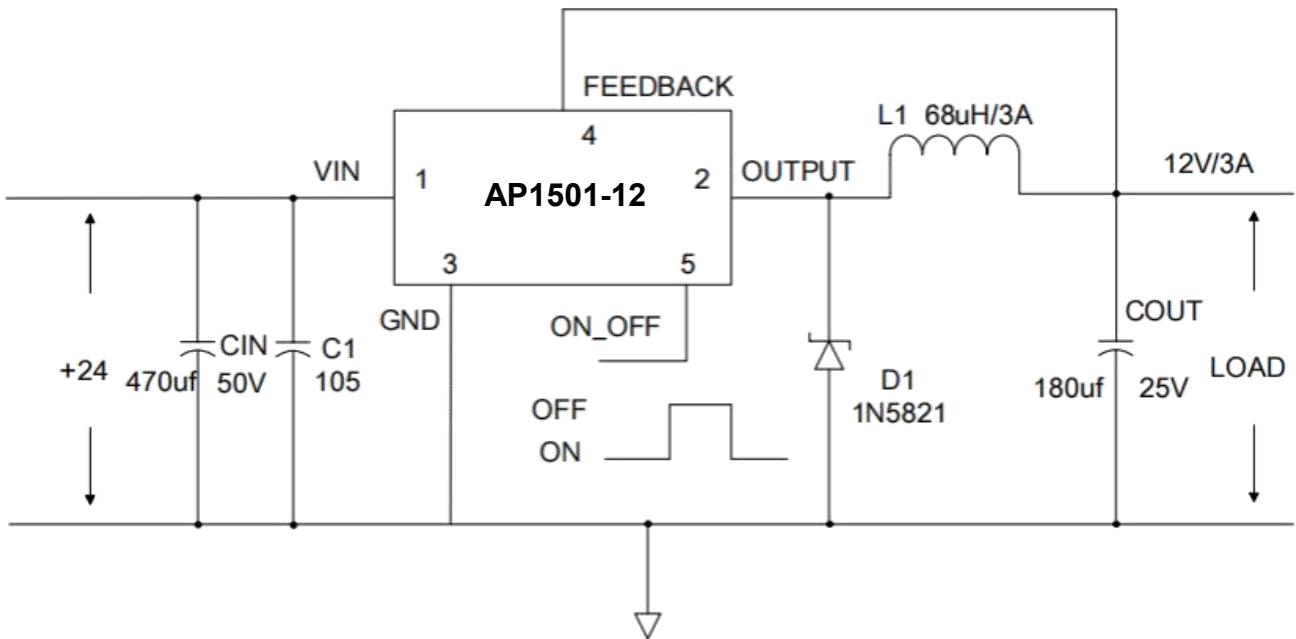 FEEDBACK
L1 68uH/3A
4
VIN
OUTPUT
12V/3A
1
AP1501-12
2
3
5
GND
ON_OFF
CIN
C1
COUT
+24
470uf
50V
105
D1
1N5821
180uf
25V
LOAD
OFF
ON